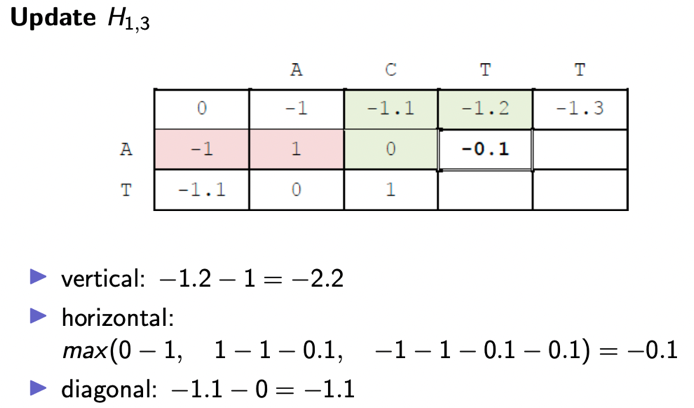 Update H1,3
A C T T
0 −1 −1.1 −1.2 −1.3
A −1 1 0 −0.1
T −1.1 0 1
▶ vertical: −1.2 − 1 = −2.2
▶ horizontal:
max(0 − 1, 1 − 1 − 0.1, −1 − 1 − 0.1 − 0.1) = −0.1
▶ diagonal: −1.1 − 0 = −1.1